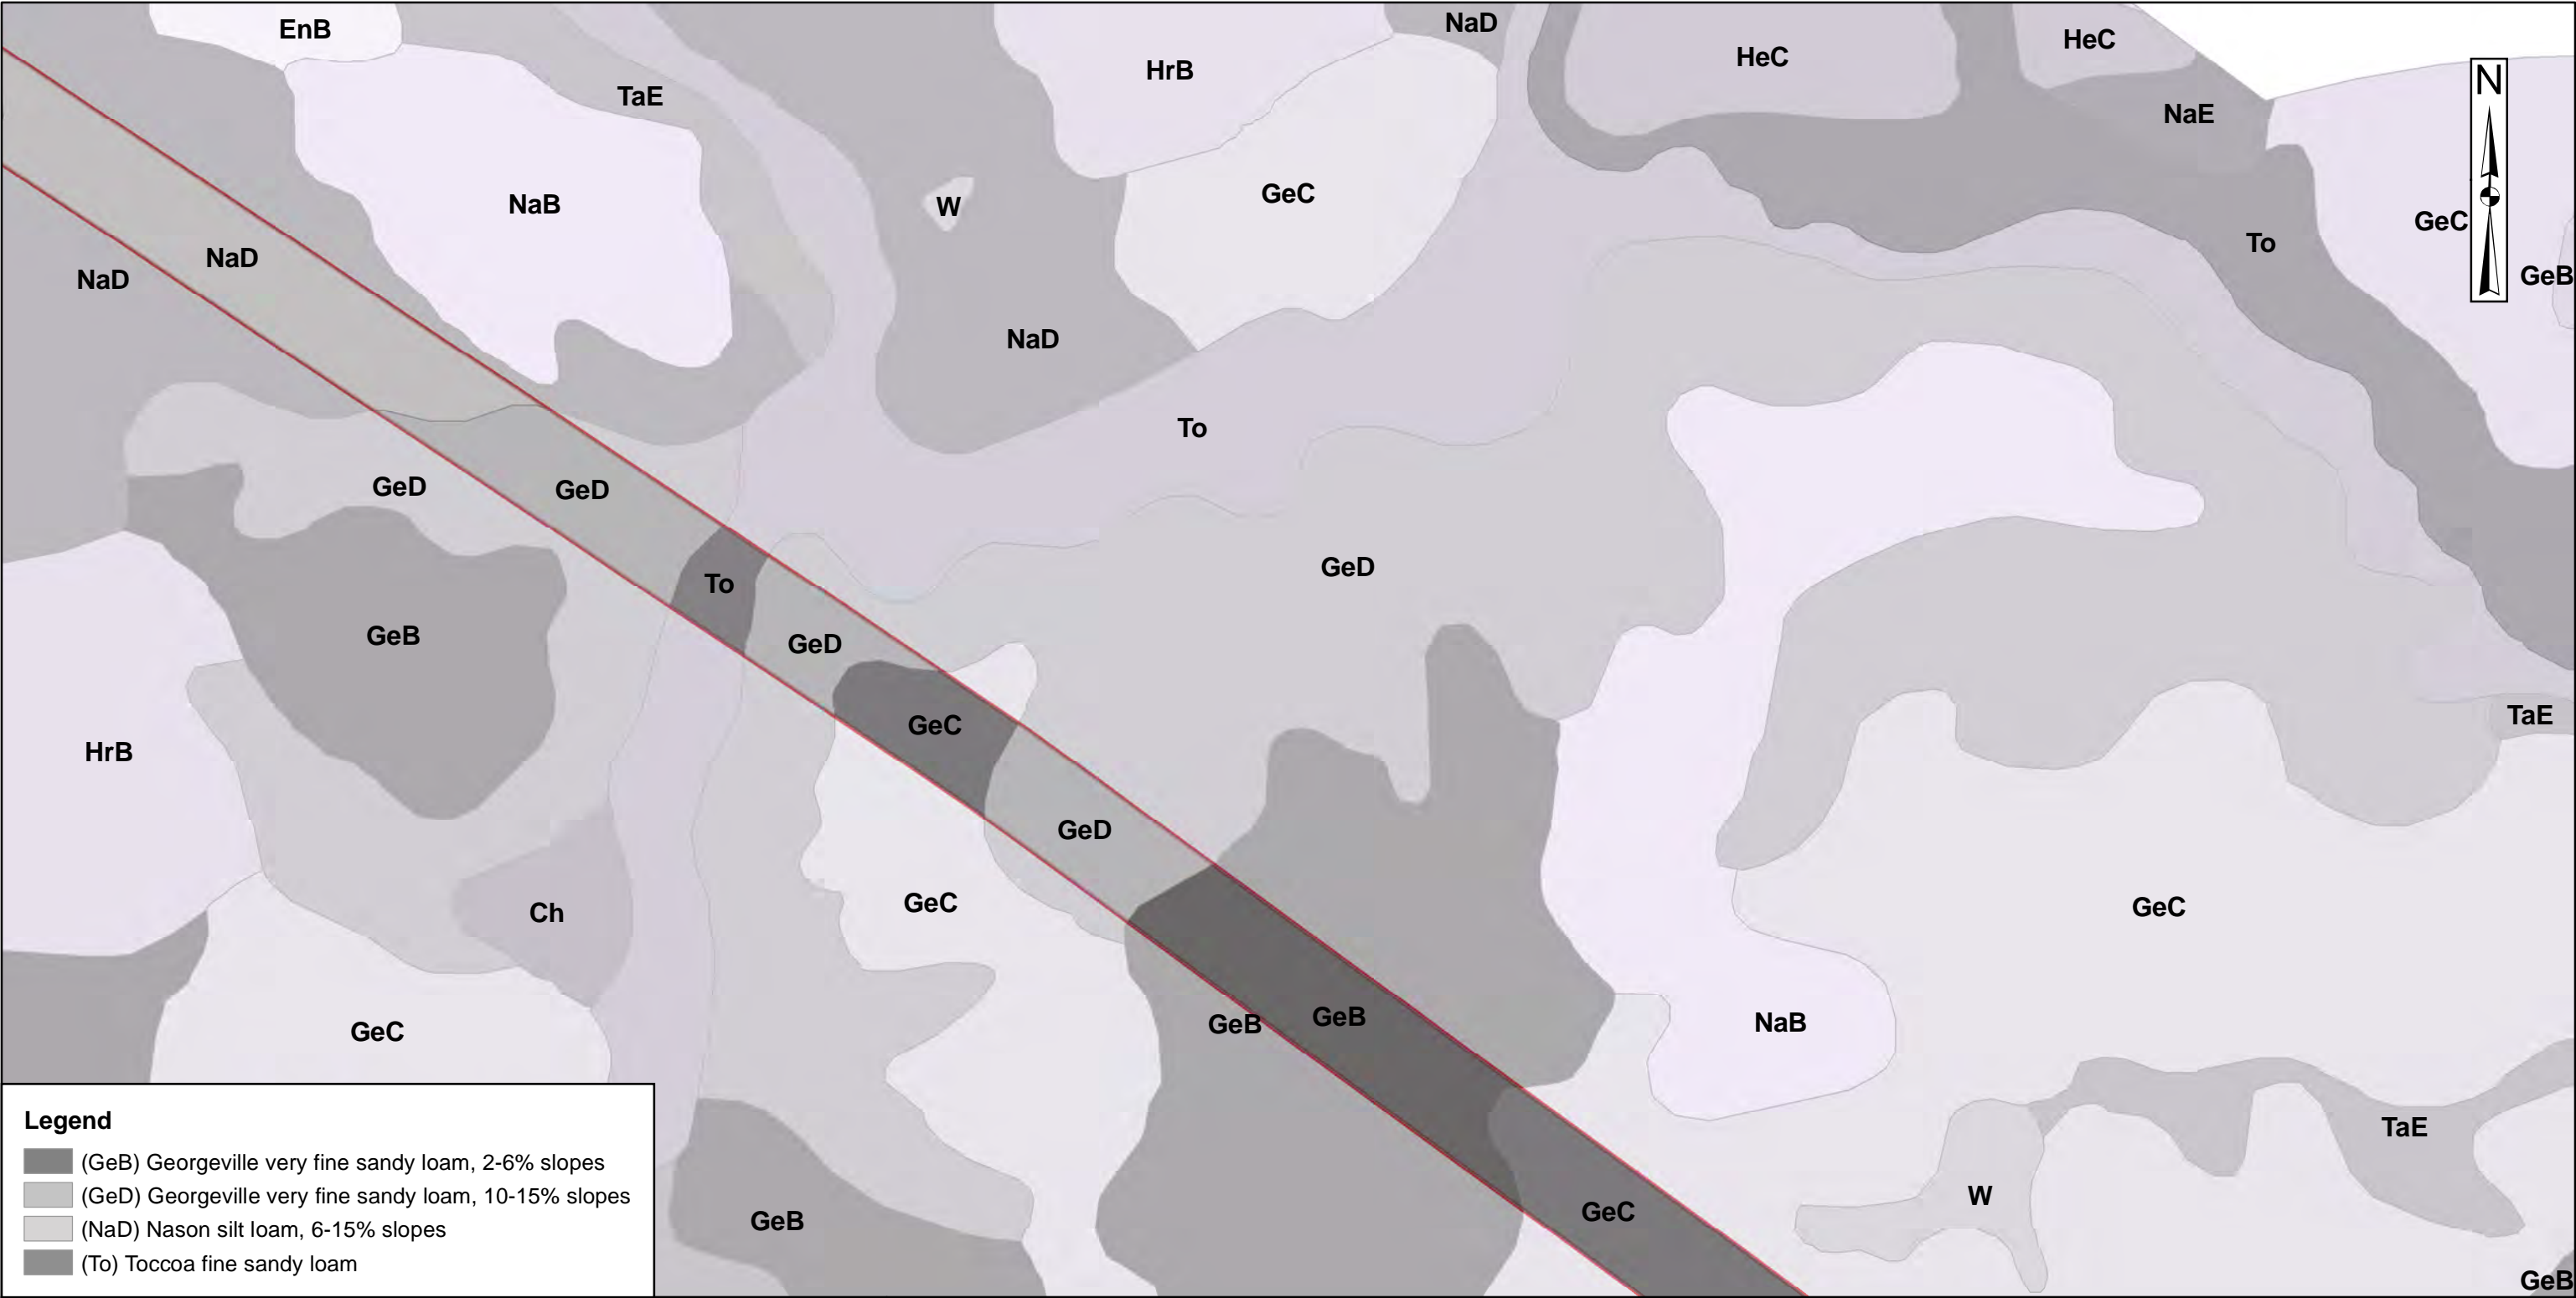 EnB
NaD
HeC
HeC
HrB
N
TaE
NaE
GeC
NaB
W
GeC
To
NaD
NaD
GeB
NaD
To
GeD
GeD
GeD
To
GeB
GeD
TaE
GeC
HrB
GeD
GeC
GeC
Ch
GeB
GeB
NaB
GeC
TaE
W
GeC
GeB
GeB
Legend
(GeB) Georgeville very fine sandy loam, 2-6% slopes
(GeD) Georgeville very fine sandy loam, 10-15% slopes
(NaD) Nason silt loam, 6-15% slopes
(To) Toccoa fine sandy loam